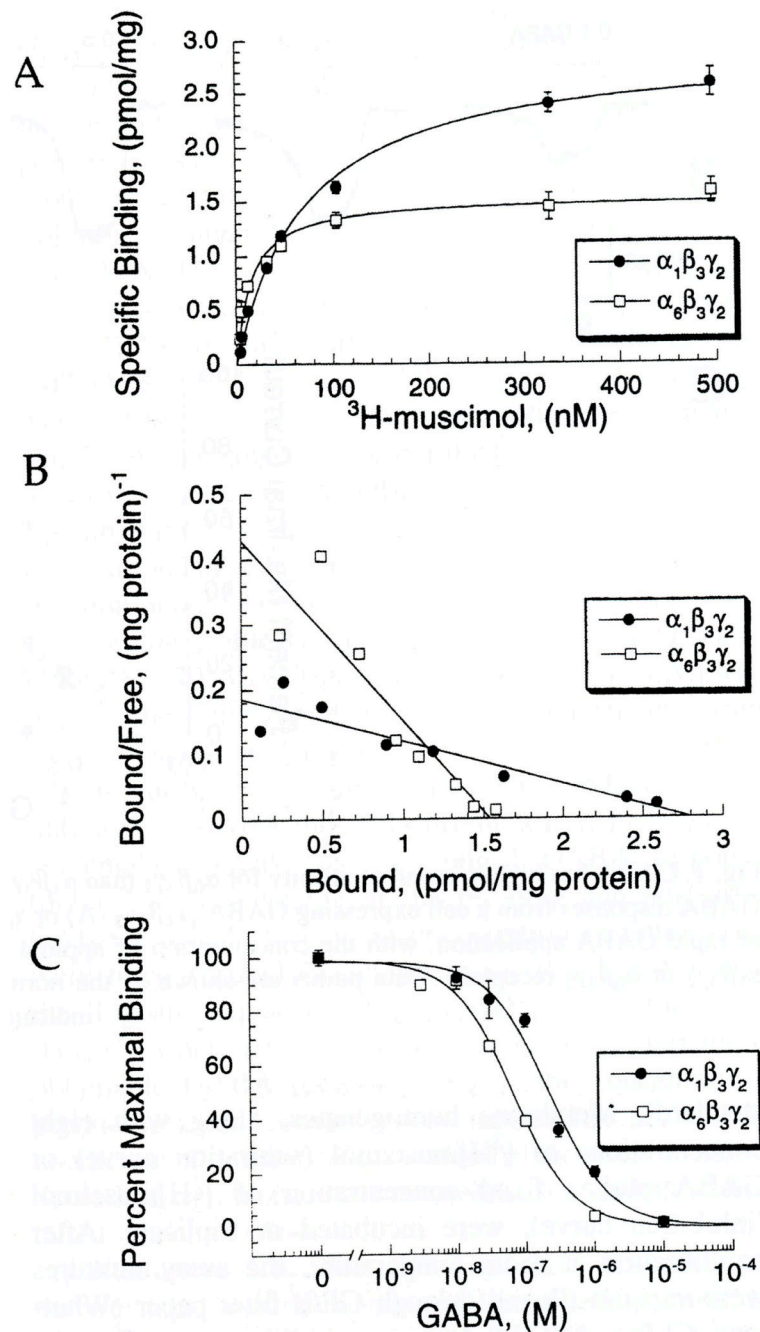 A
Specific Binding, (pmol/mg)
3.0
2.5
2.0
1.5
1.0
0.5
0
α₁β₃γ₂
α₆β₃γ₂
0 100 200 300 400 500
³H-muscimol, (nM)
B
Bound/Free, (mg protein)⁻¹
0.5
0.4
0.3
0.2
0.1
0
α₁β₃γ₂
α₆β₃γ₂
0 0.5 1 1.5 2 2.5 3
Bound, (pmol/mg protein)
C
Percent Maximal Binding
100
80
60
40
20
0
α₁β₃γ₂
α₆β₃γ₂
0 10⁻⁹ 10⁻⁸ 10⁻⁷ 10⁻⁶ 10⁻⁵ 10⁻⁴
GABA, (M)